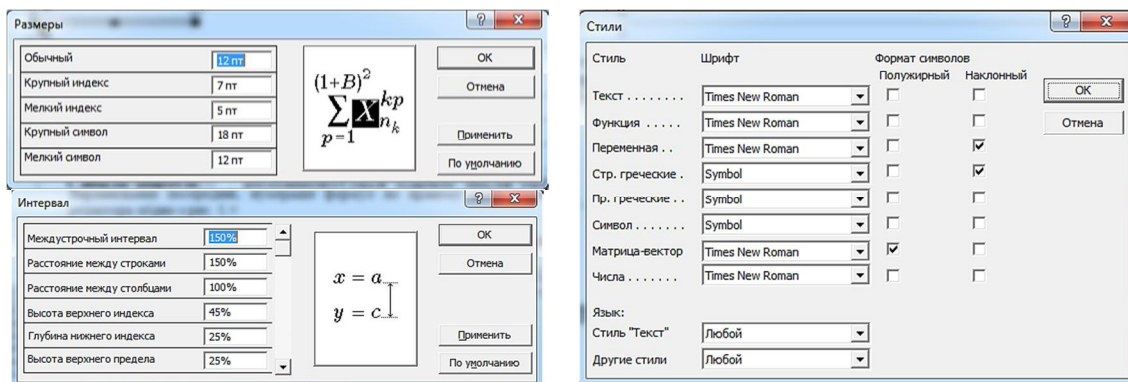 Размеры
Обычный 12 пт
Крупный индекс 7 пт
Мелкий индекс 5 пт
Крупный символ 18 пт
Мелкий символ 12 пт
(1+B)²
∑ X kp n k
p=1
OK
Отмена
Применить
По умолчанию
Интервал
Междустрочный интервал 150%
Расстояние между строками 150%
Расстояние между столбцами 100%
Высота верхнего индекса 45%
Глубина нижнего индекса 25%
Высота верхнего предела 25%
x = a
y = c
OK
Отмена
Применить
По умолчанию
Стили
Стиль Шрифт Формат символов
Полужирный Наклонный
Текст . . . . . . . . Times New Roman
Функция . . . . . Times New Roman
Переменная . . Times New Roman
Стр. греческие . Symbol
Пр. греческие . . Symbol
Символ . . . . . . . Symbol
Матрица-вектор Times New Roman
Числа . . . . . . . Times New Roman
Язык:
Стиль "Текст" Любой
Другие стили Любой
OK
Отмена